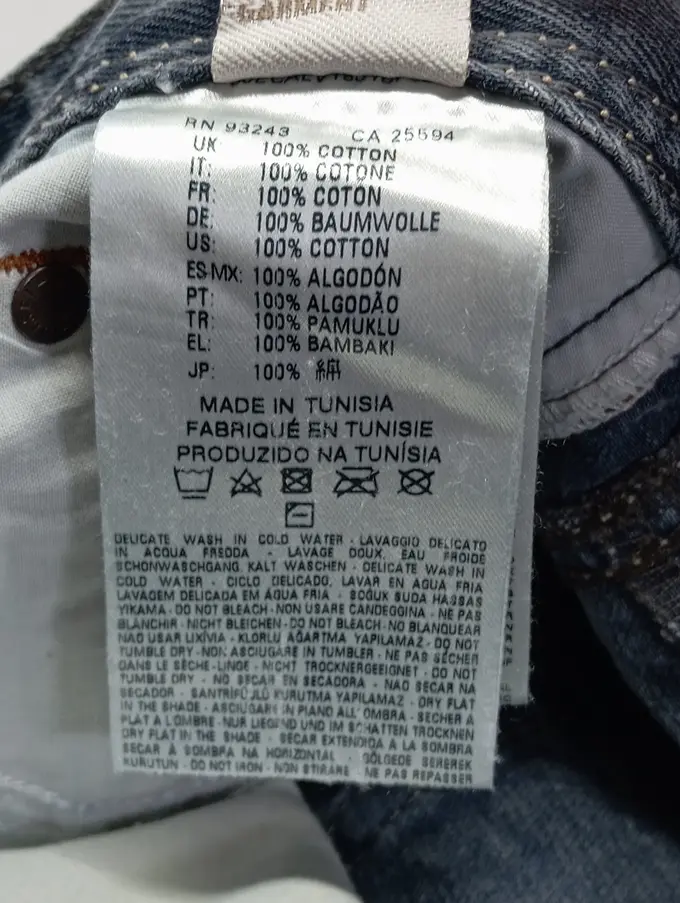 GARMENT
RN 93243 CA 25594
UK 100% COTTON
IT: 100% COTONE
FR: 100% COTON
DE: 100% BAUMWOLLE
US: 100% COTTON
ES-MX: 100% ALGODÓN
PT: 100% ALGODÃO
TR: 100% PAMUKLU
EL: 100% ΒΑΜΒΑΚΙ
JP: 100% 綿
MADE IN TUNISIA
FABRIQUÉ EN TUNISIE
PRODUZIDO NA TUNÍSIA
DELICATE WASH IN COLD WATER - LAVAGGIO DELICATO
IN ACQUA FREDDA - LAVAGE DOUX, EAU FROIDE
SCHONWASCHGANG, KALT WASCHEN - DELICATE WASH IN
COLD WATER - CICLO DELICADO, LAVAR EN AGUA FRIA
LAVAGEM DELICADA EM ÁGUA FRIA - SOĞUK SUDA HASSAS
YIKAMA - DO NOT BLEACH - NON USARE CANDEGGINA - NE PAS
BLANCHIR - NICHT BLEICHEN - DO NOT BLEACH - NO BLANQUEAR
NAO USAR LIXÍVIA - KLORLU AĞARTMA YAPILAMAZ - DO NOT
TUMBLE DRY - NON ASCIUGARE IN TUMBLER - NE PAS SÉCHER
DANS LE SÈCHE-LINGE - NICHT TROCKNERGEEIGNET - DO NOT
TUMBLE DRY - NO SECAR EN SECADORA - NAO SECAR NA
SECADOR - SANTRİFÜJLÜ KURUTMA YAPILAMAZ - DRY FLAT
IN THE SHADE - ASCIUGARE IN PIANO ALL'OMBRA - SECHER À
PLAT A L'OMBRE - NUR LIEGEND UND IM SCHATTEN TROCKNEN
DRY FLAT IN THE SHADE - SECAR EXTENDIDA A LA SOMBRA
SECAR À SOMBRA NA HORIZONTAL - GÖLGEDE SEREREK
KURUTUN - DO NOT IRON - NON STIRARE - NE PAS REPASSER